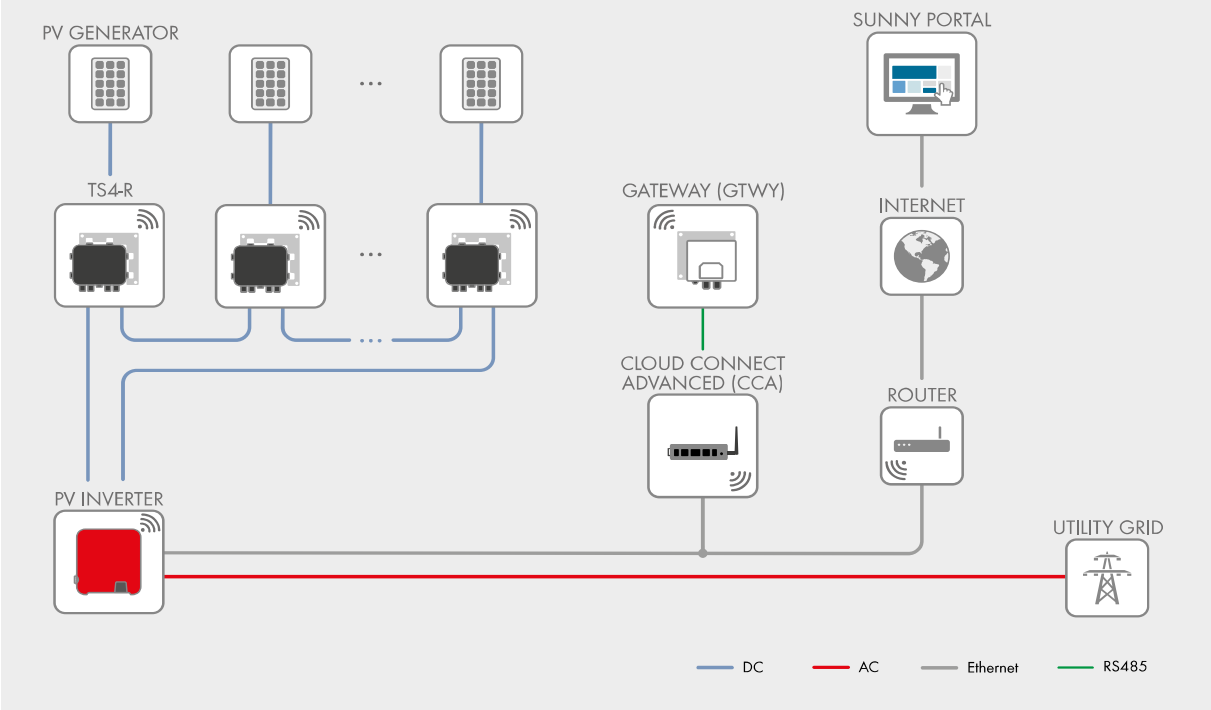 SUNNY PORTAL
PV GENERATOR
...
TS4-R
GATEWAY (GTWY)
INTERNET
...
...
CLOUD CONNECT
ADVANCED (CCA)
ROUTER
PV INVERTER
UTILITY GRID
DC
AC
Ethernet
RS485